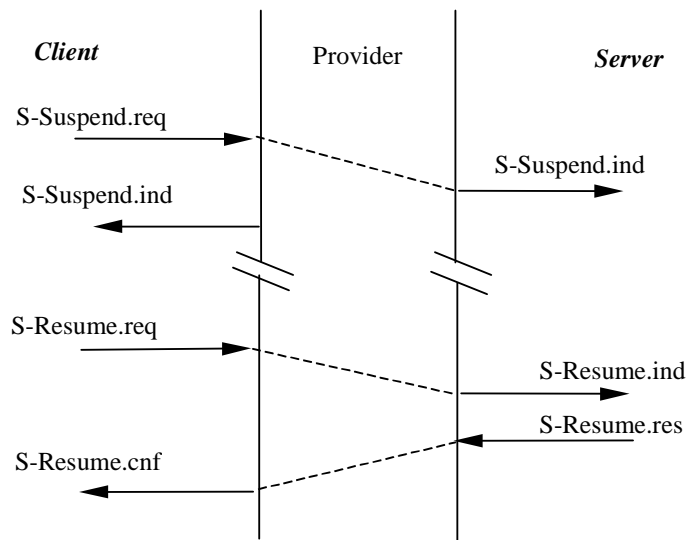 Client
Provider
Server
S-Suspend.req
S-Suspend.ind
S-Suspend.ind
S-Resume.req
S-Resume.ind
S-Resume.res
S-Resume.cnf